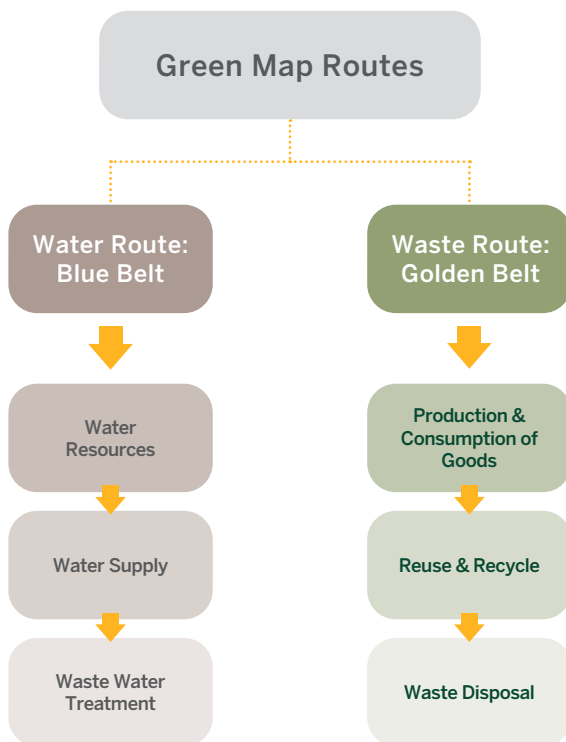 Green Map Routes
Water Route:
Blue Belt
Waste Route:
Golden Belt
Water
Resources
Production &
Consumption of
Goods
Water Supply
Reuse & Recycle
Waste Water
Treatment
Waste Disposal